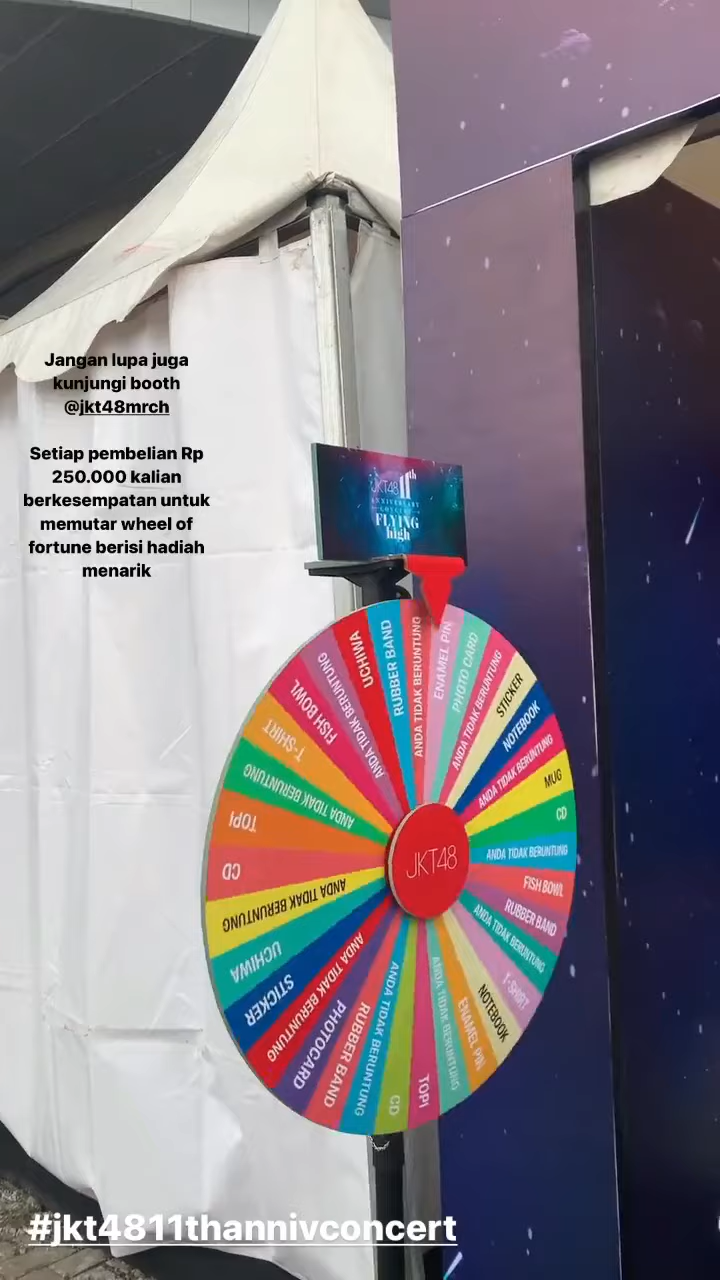 Jangan lupa juga
kunjungi booth
@jkt48mrch
Setiap pembelian Rp
250.000 kalian
berkesempatan untuk
memutar wheel of
fortune berisi hadiah
menarik
JKT48 11th
ANNIVERSARY
CONCERT
FLYING
high
ANDA TIDAK BERUNTUNG
ENAMEL PIN
PHOTO CARD
ANDA TIDAK BERUNTUNG
STICKER
NOTEBOOK
ANDA TIDAK BERUNTUNG
MUG
CD
ANDA TIDAK BERUNTUNG
FISH BOWL
RUBBER BAND
ANDA TIDAK BERUNTUNG
T-SHIRT
NOTEBOOK
ENAMEL PIN
ANDA TIDAK BERUNTUNG
TOPI
CD
ANDA TIDAK BERUNTUNG
RUBBER BAND
PHOTOCARD
ANDA TIDAK BERUNTUNG
STICKER
UCHIWA
ANDA TIDAK BERUNTUNG
CD
TOPI
ANDA TIDAK BERUNTUNG
T-SHIRT
FISH BOWL
ANDA TIDAK BERUNTUNG
UCHIWA
RUBBER BAND
JKT48
#jkt4811thannivconcert